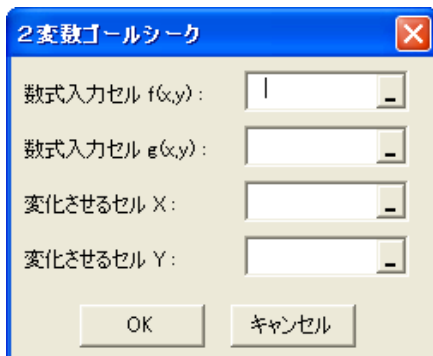 ２変数ゴールシーク
数式入力セル f(x,y) :
数式入力セル g(x,y) :
変化させるセル X :
変化させるセル Y :
OK キャンセル